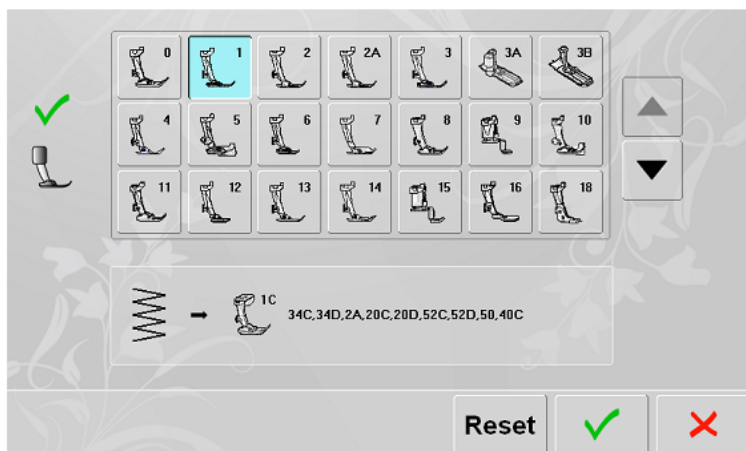 0 1 2 2A 3 3A 3B
4 5 6 7 8 9 10
11 12 13 14 15 16 18
1C
34C,34D,2A,20C,20D,52C,52D,50,40C
Reset